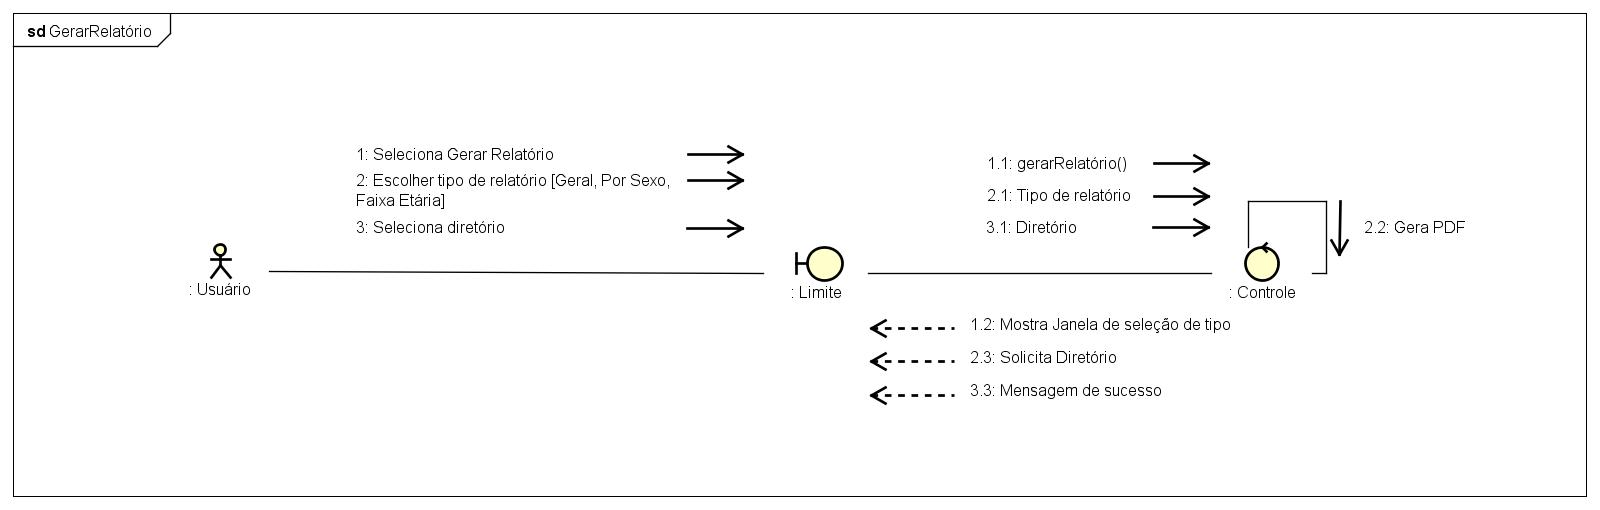 sd GerarRelatório
1: Seleciona Gerar Relatório
2: Escolher tipo de relatório [Geral, Por Sexo,
Faixa Etária]
3: Seleciona diretório
1.1: gerarRelatório()
2.1: Tipo de relatório
3.1: Diretório
2.2: Gera PDF
: Usuário
: Limite
: Controle
1.2: Mostra Janela de seleção de tipo
2.3: Solicita Diretório
3.3: Mensagem de sucesso